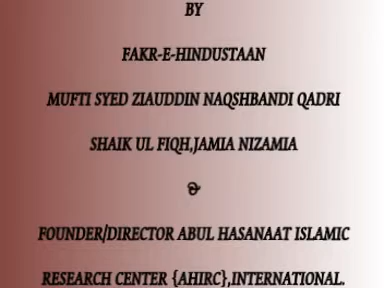 BY
FAKR-E-HINDUSTAAN
MUFTI SYED ZIAUDDIN NAQSHBANDI QADRI
SHAIK UL FIQH,JAMIA NIZAMIA
&
FOUNDER/DIRECTOR ABUL HASANAAT ISLAMIC
RESEARCH CENTER {AHIRC},INTERNATIONAL.